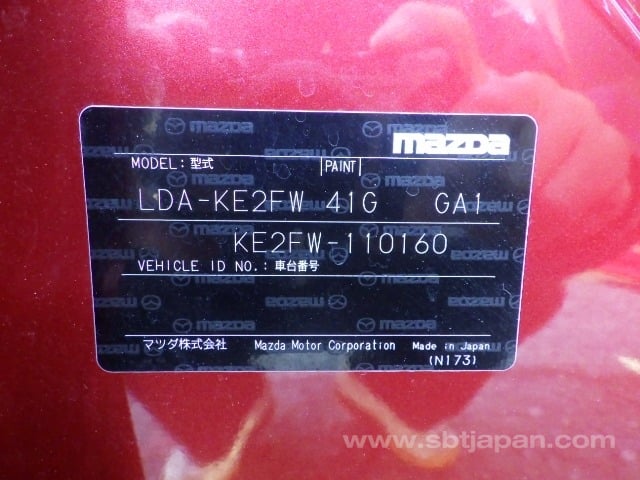 mazda
MODEL: 型式 PAINT
LDA-KE2FW 41G GA1
KE2FW-110160
VEHICLE ID NO.: 車台番号
マツダ株式会社 Mazda Motor Corporation Made in Japan
(N173)
www.sbtjapan.com